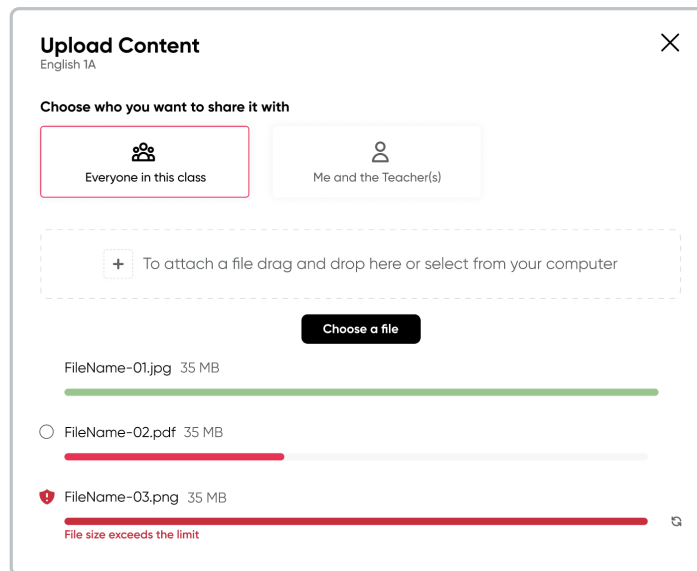 Upload Content
English 1A
Choose who you want to share it with
Everyone in this class
Me and the Teacher(s)
To attach a file drag and drop here or select from your computer
Choose a file
FileName-01.jpg 35 MB
FileName-02.pdf 35 MB
FileName-03.png 35 MB
File size exceeds the limit